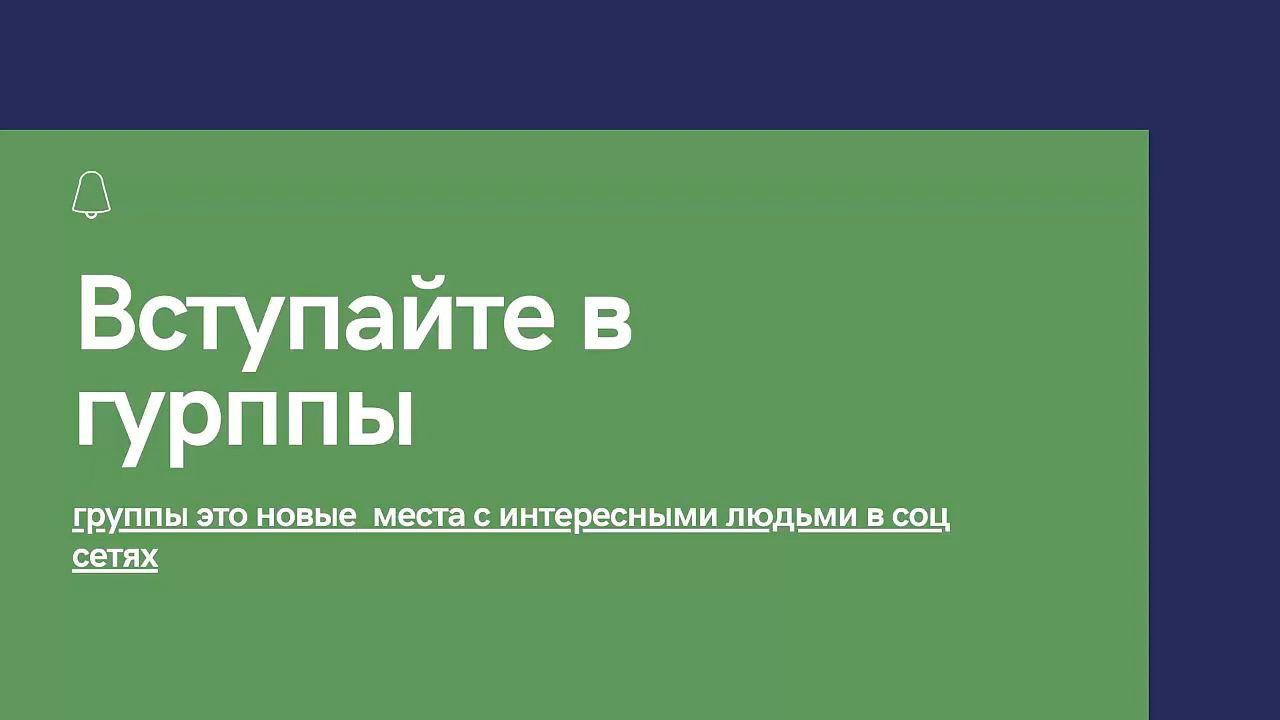 Вступайте в
гурппы
группы это новые  места с интересными людьми в соц
сетях